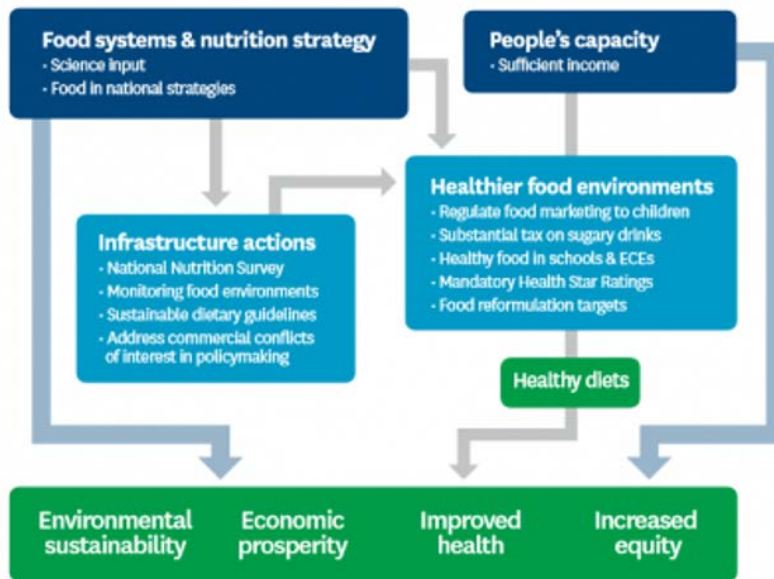 Food systems & nutrition strategy
· Science input
· Food in national strategies
People's capacity
· Sufficient income
Healthier food environments
· Regulate food marketing to children
· Substantial tax on sugary drinks
· Healthy food in schools & ECEs
· Mandatory Health Star Ratings
· Food reformulation targets
Infrastructure actions
· National Nutrition Survey
· Monitoring food environments
· Sustainable dietary guidelines
· Address commercial conflicts
of interest in policymaking
Healthy diets
Environmental
sustainability
Economic
prosperity
Improved
health
Increased
equity